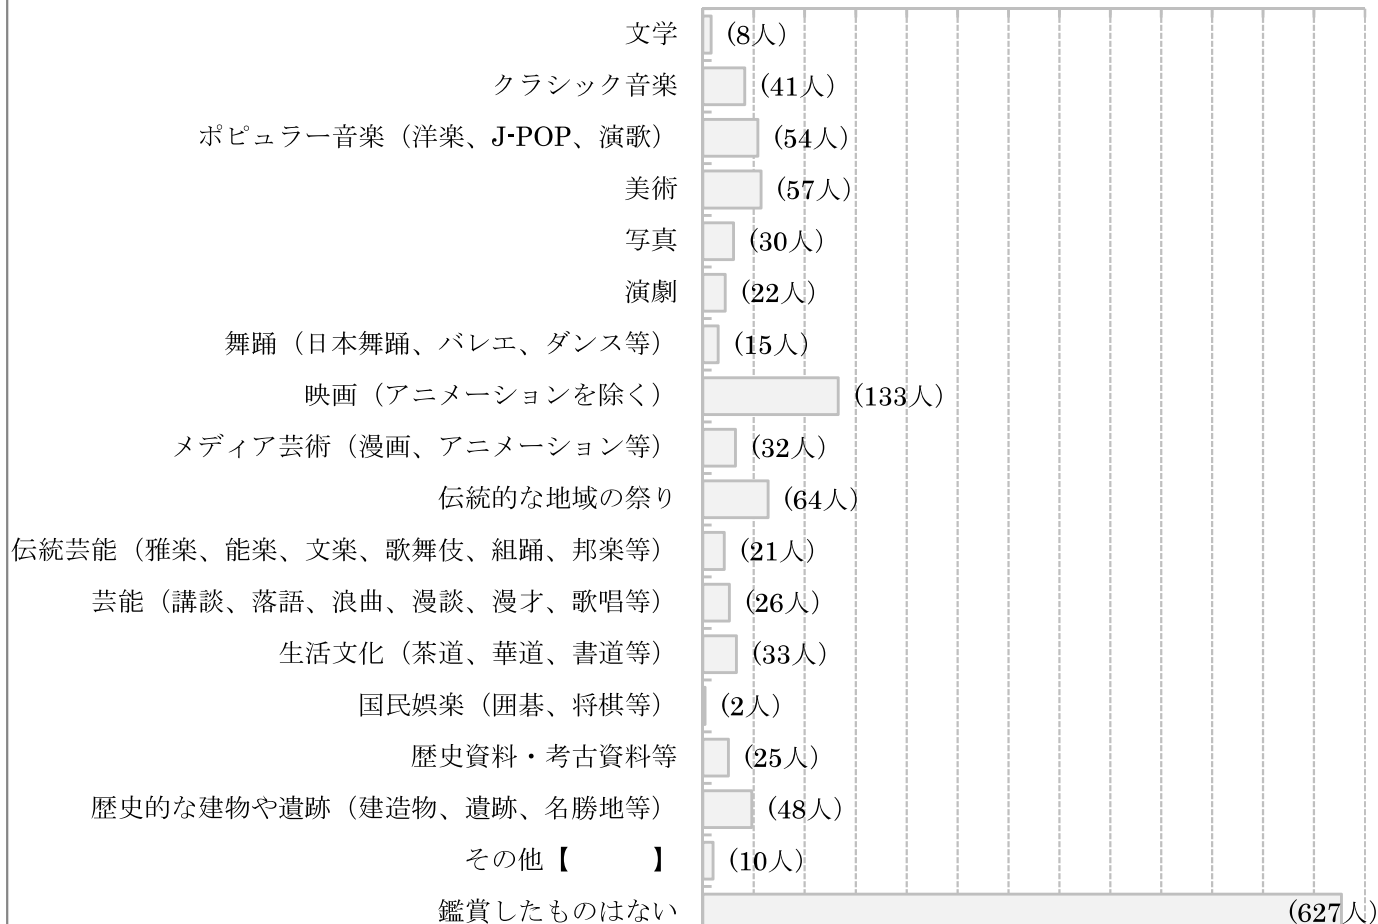 文学 (8人)
クラシック音楽 (41人)
ポピュラー音楽（洋楽、J-POP、演歌） (54人)
美術 (57人)
写真 (30人)
演劇 (22人)
舞踊（日本舞踊、バレエ、ダンス等） (15人)
映画（アニメーションを除く） (133人)
メディア芸術（漫画、アニメーション等） (32人)
伝統的な地域の祭り (64人)
伝統芸能（雅楽、能楽、文楽、歌舞伎、組踊、邦楽等） (21人)
芸能（講談、落語、浪曲、漫談、漫才、歌唱等） (26人)
生活文化（茶道、華道、書道等） (33人)
国民娯楽（囲碁、将棋等） (2人)
歴史資料・考古資料等 (25人)
歴史的な建物や遺跡（建造物、遺跡、名勝地等） (48人)
その他【　　　】 (10人)
鑑賞したものはない (627人)